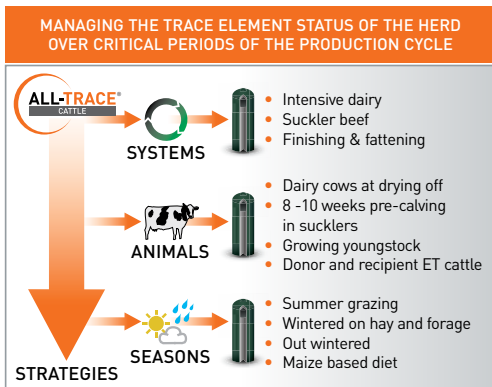 MANAGING THE TRACE ELEMENT STATUS OF THE HERD
OVER CRITICAL PERIODS OF THE PRODUCTION CYCLE
ALL-TRACE®
CATTLE
SYSTEMS
• Intensive dairy
• Suckler beef
• Finishing & fattening
ANIMALS
• Dairy cows at drying off
• 8 -10 weeks pre-calving
in sucklers
• Growing youngstock
• Donor and recipient ET cattle
SEASONS
• Summer grazing
• Wintered on hay and forage
• Out wintered
• Maize based diet
STRATEGIES